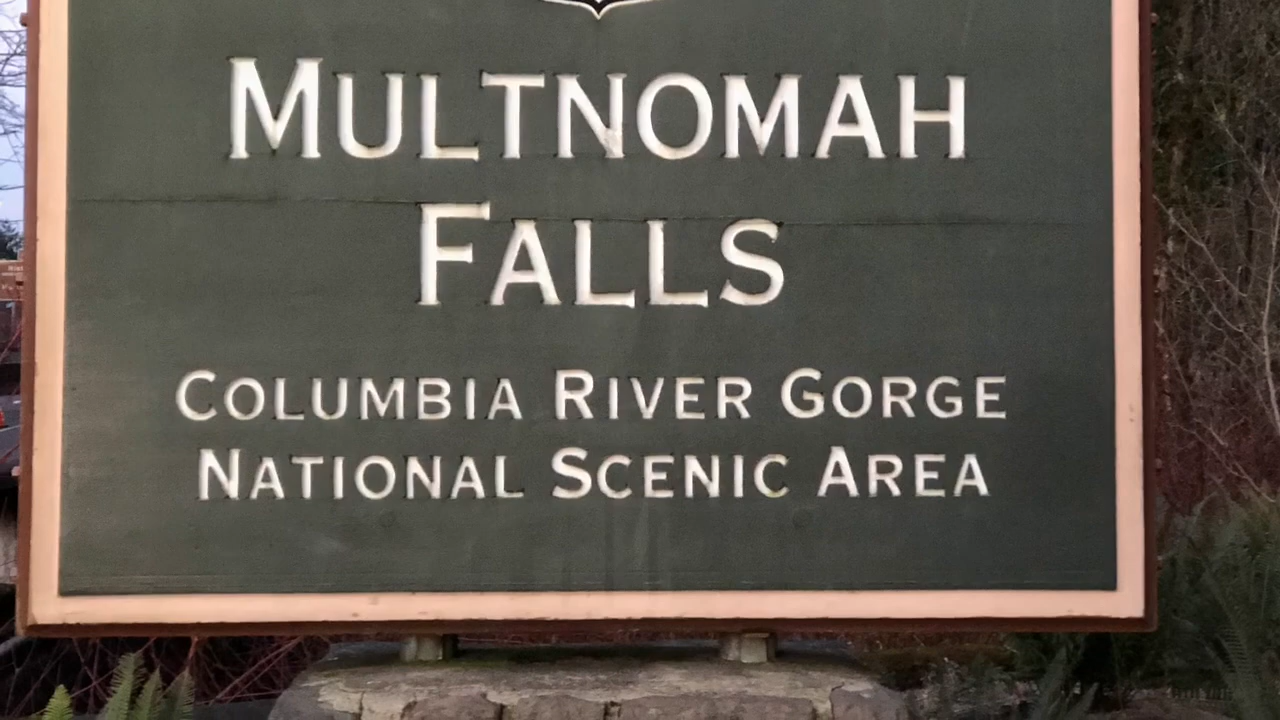 MULTNOMAH
FALLS
COLUMBIA RIVER GORGE
NATIONAL SCENIC AREA